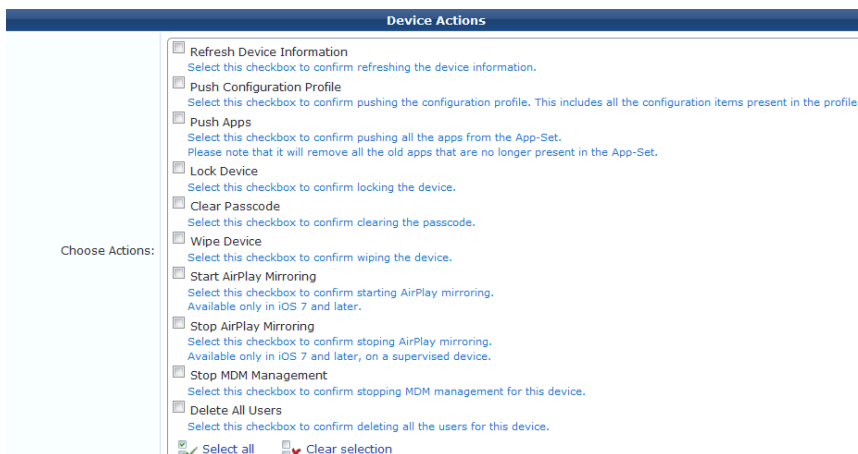 Device Actions
Refresh Device Information
Select this checkbox to confirm refreshing the device information.
Push Configuration Profile
Select this checkbox to confirm pushing the configuration profile. This includes all the configuration items present in the profile
Push Apps
Select this checkbox to confirm pushing all the apps from the App-Set.
Please note that it will remove all the old apps that are no longer present in the App-Set.
Lock Device
Select this checkbox to confirm locking the device.
Clear Passcode
Select this checkbox to confirm clearing the passcode.
Wipe Device
Choose Actions:
Select this checkbox to confirm wiping the device.
Start AirPlay Mirroring
Select this checkbox to confirm starting AirPlay mirroring.
Available only in iOS 7 and later.
Stop AirPlay Mirroring
Select this checkbox to confirm stoping AirPlay mirroring.
Available only in iOS 7 and later, on a supervised device.
Stop MDM Management
Select this checkbox to confirm stopping MDM management for this device.
Delete All Users
Select this checkbox to confirm deleting all the users for this device.
Select all Clear selection